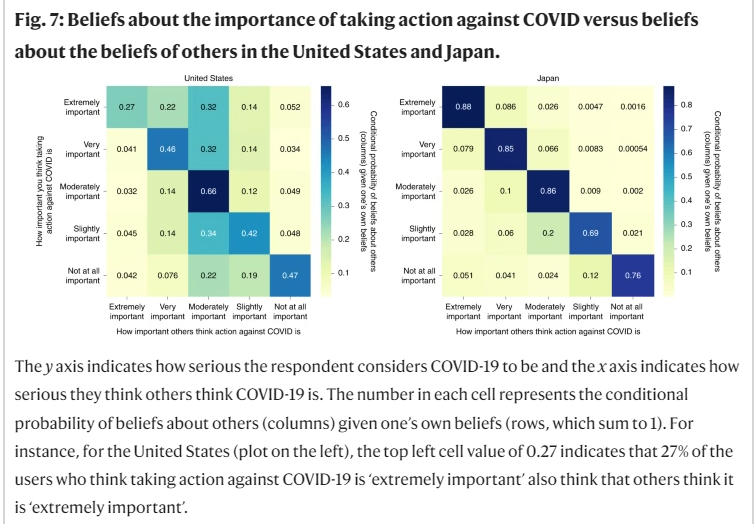 Fig. 7: Beliefs about the importance of taking action against COVID versus beliefs
about the beliefs of others in the United States and Japan.
United States
How important you think taking
action against COVID is
Extremely
important
0.27 0.22 0.32 0.14 0.052
Very
important
0.041 0.46 0.32 0.14 0.034
Moderately
important
0.032 0.14 0.66 0.12 0.049
Slightly
important
0.045 0.14 0.34 0.42 0.048
Not at all
important
0.042 0.076 0.22 0.19 0.47
Extremely Very Moderately Slightly Not at all
important important important important important
How important others think action against COVID is
0.6
0.5
0.4
0.3
0.2
0.1
Conditional probability of beliefs about others
(columns) given one's own beliefs
Japan
Extremely
important
0.88 0.086 0.026 0.0047 0.0016
Very
important
0.079 0.85 0.066 0.0083 0.00054
Moderately
important
0.026 0.1 0.86 0.009 0.002
Slightly
important
0.028 0.06 0.2 0.69 0.021
Not at all
important
0.051 0.041 0.024 0.12 0.76
Extremely Very Moderately Slightly Not at all
important important important important important
How important others think action against COVID is
0.8
0.7
0.6
0.5
0.4
0.3
0.2
0.1
Conditional probability of beliefs about others
(columns) given one's own beliefs
The y axis indicates how serious the respondent considers COVID-19 to be and the x axis indicates how
serious they think others think COVID-19 is. The number in each cell represents the conditional
probability of beliefs about others (columns) given one's own beliefs (rows, which sum to 1). For
instance, for the United States (plot on the left), the top left cell value of 0.27 indicates that 27% of the
users who think taking action against COVID-19 is ‘extremely important’ also think that others think it
is ‘extremely important’.